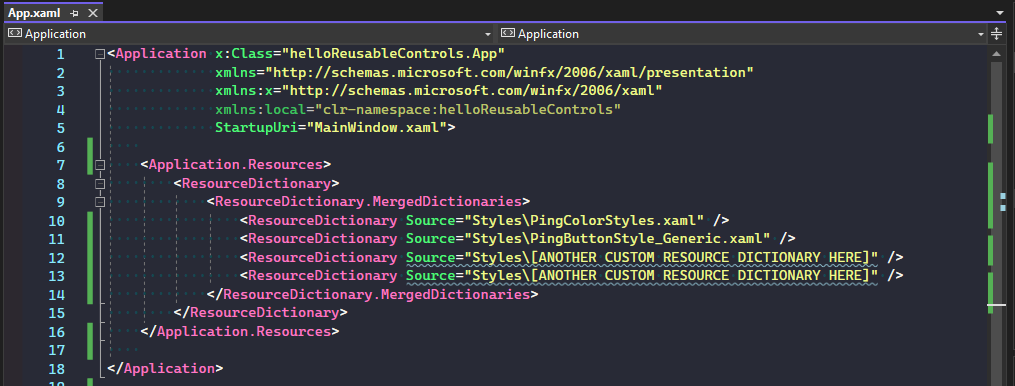 App.xaml
Application Application
1 <Application x:Class="helloReusableControls.App"
2 xmlns="http://schemas.microsoft.com/winfx/2006/xaml/presentation"
3 xmlns:x="http://schemas.microsoft.com/winfx/2006/xaml"
4 xmlns:local="clr-namespace:helloReusableControls"
5 StartupUri="MainWindow.xaml">
6
7 <Application.Resources>
8 <ResourceDictionary>
9 <ResourceDictionary.MergedDictionaries>
10 <ResourceDictionary Source="Styles\PingColorStyles.xaml" />
11 <ResourceDictionary Source="Styles\PingButtonStyle_Generic.xaml" />
12 <ResourceDictionary Source="Styles\[ANOTHER CUSTOM RESOURCE DICTIONARY HERE]" />
13 <ResourceDictionary Source="Styles\[ANOTHER CUSTOM RESOURCE DICTIONARY HERE]" />
14 </ResourceDictionary.MergedDictionaries>
15 </ResourceDictionary>
16 </Application.Resources>
17
18 </Application>
19